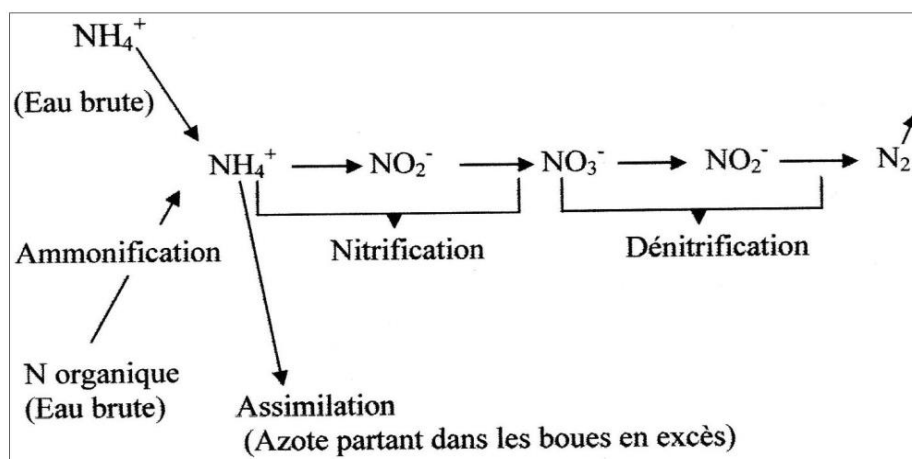 NH₄⁺
(Eau brute)
NH₄⁺ → NO₂⁻ → NO₃⁻ → NO₂⁻ → N₂
Ammonification
Nitrification
Dénitrification
N organique
(Eau brute)
Assimilation
(Azote partant dans les boues en excès)